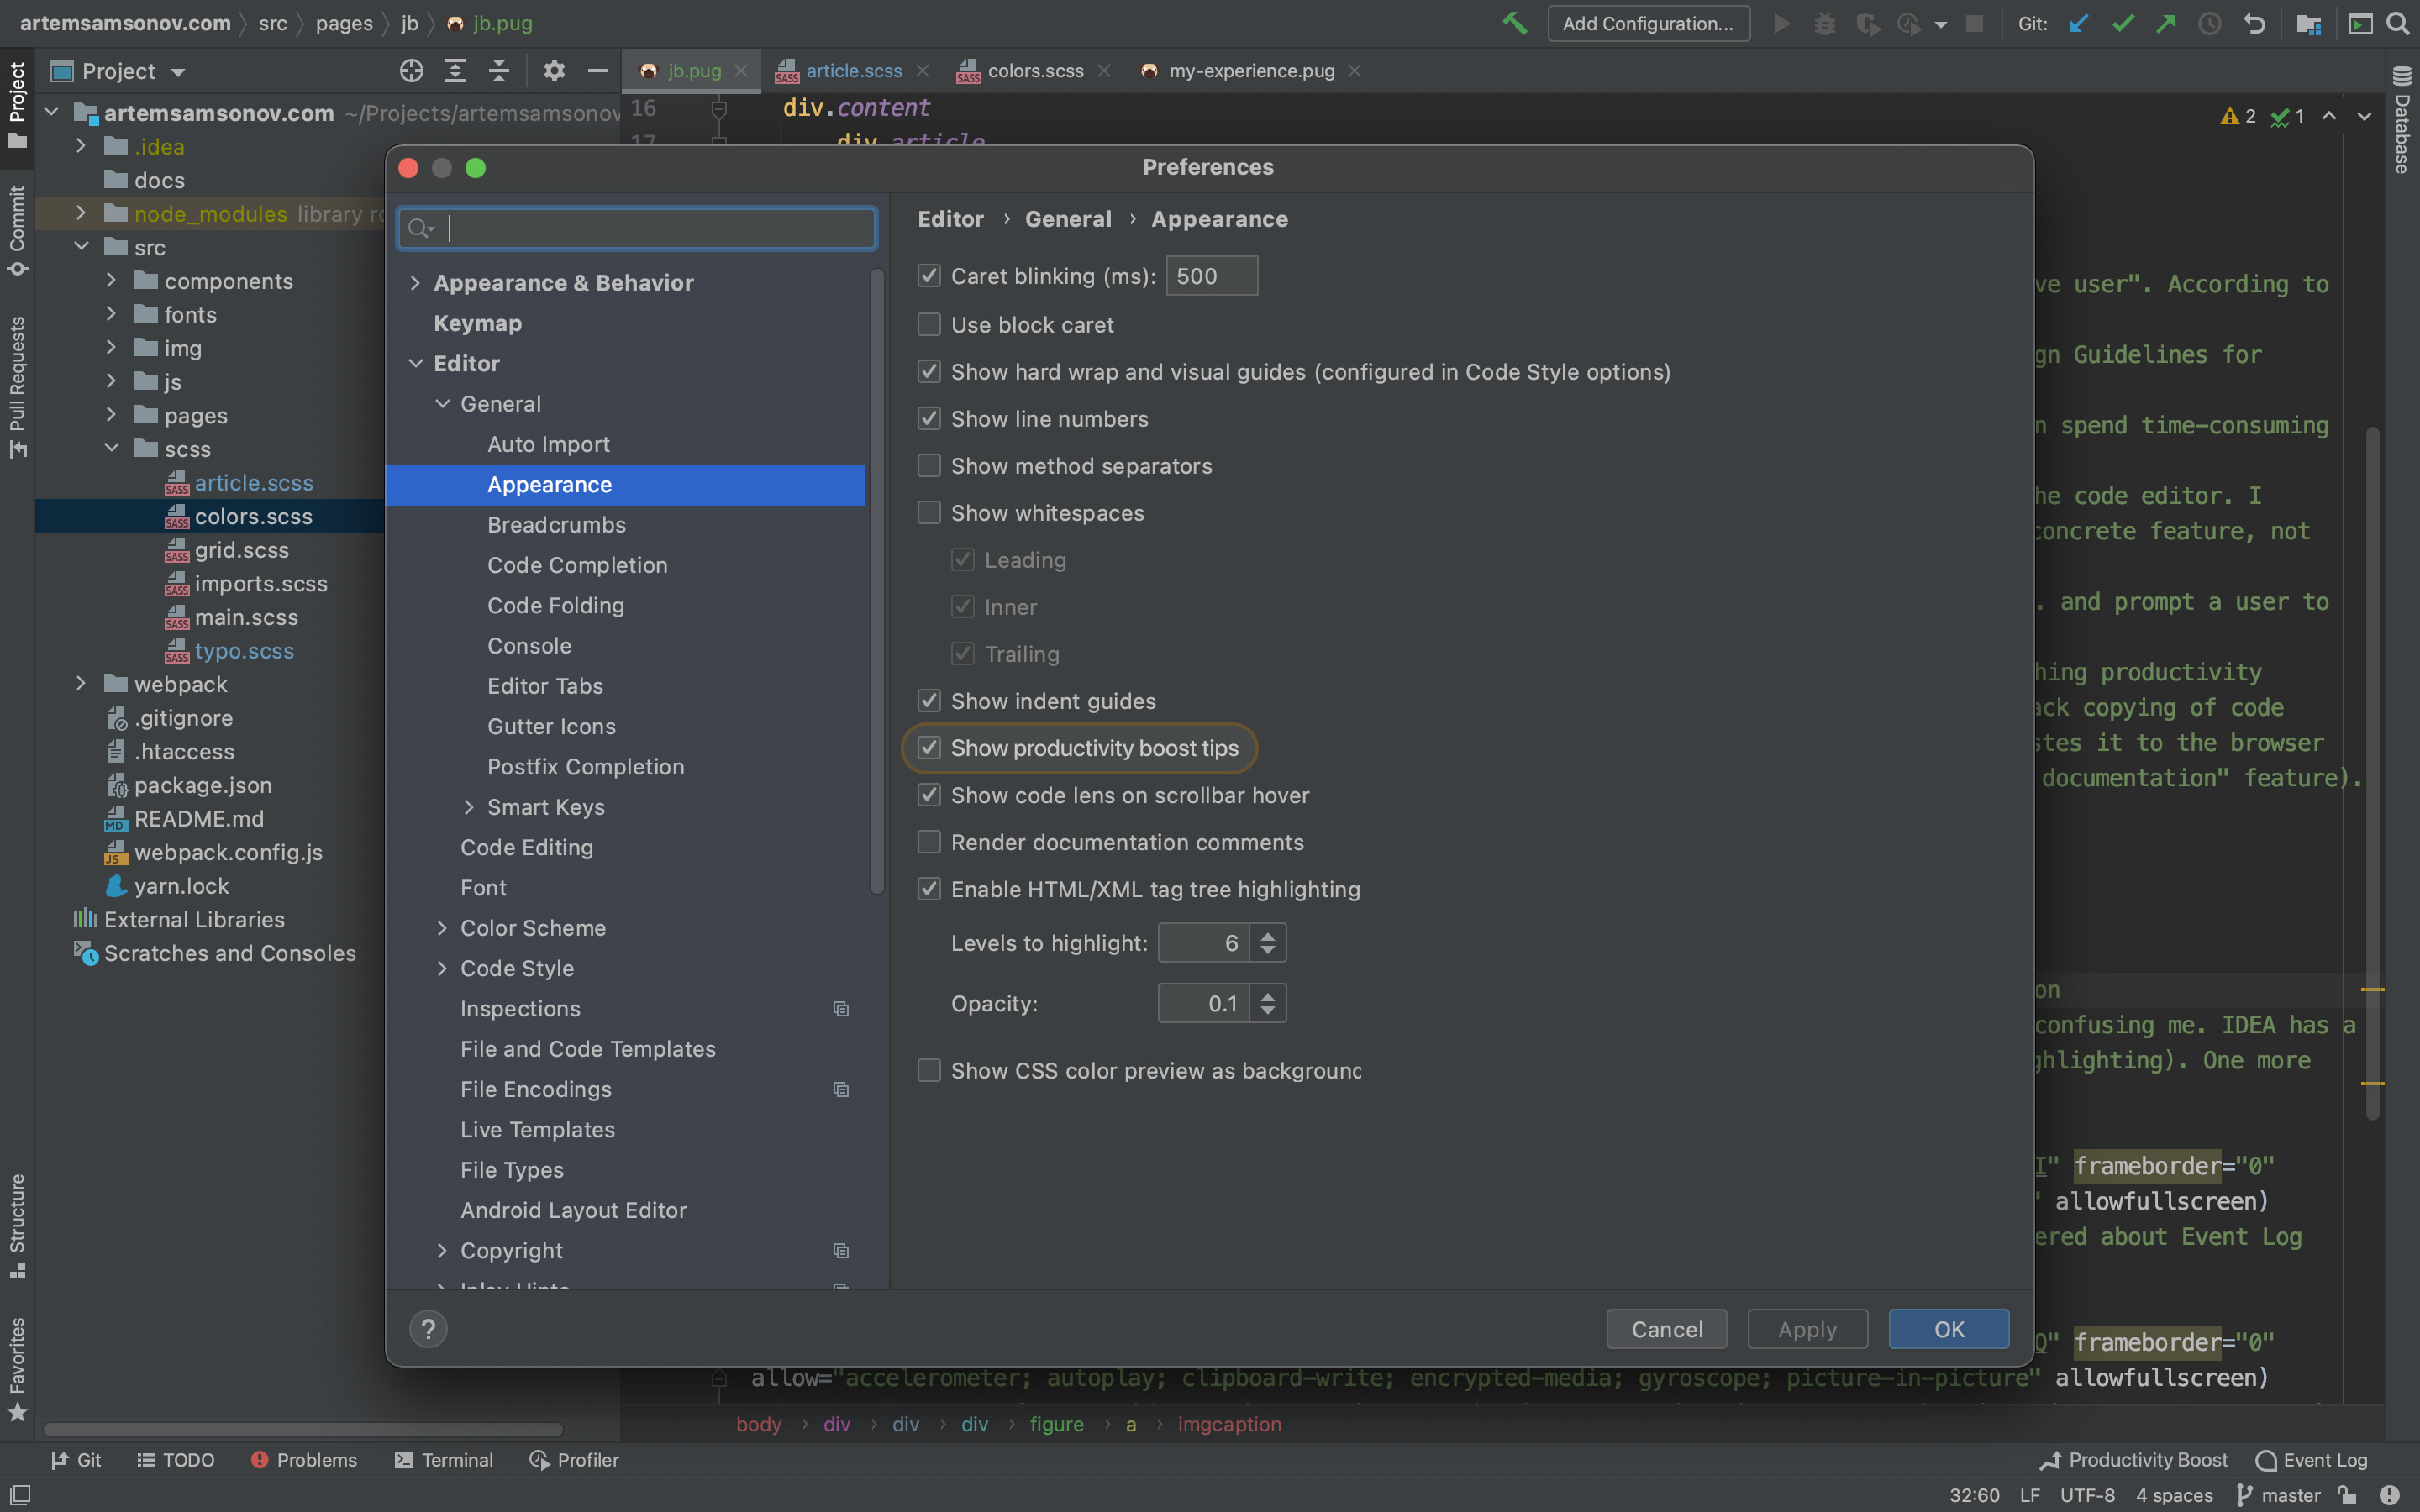 artemsamsonov.com src pages jb jb.pug
Add Configuration... Git:
Project
jb.pug article.scss colors.scss my-experience.pug
Project
Commit
Pull Requests
Structure
Favorites
Database
artemsamsonov.com ~/Projects/artemsamsonov
.idea
docs
node_modules library
src
components
fonts
img
js
pages
scss
article.scss
colors.scss
grid.scss
imports.scss
main.scss
typo.scss
webpack
.gitignore
.htaccess
package.json
README.md
webpack.config.js
yarn.lock
External Libraries
Scratches and Consoles
16 div.content
17 div.article
2 1
Preferences
Appearance & Behavior
Keymap
Editor
General
Auto Import
Appearance
Breadcrumbs
Code Completion
Code Folding
Console
Editor Tabs
Gutter Icons
Postfix Completion
Smart Keys
Code Editing
Font
Color Scheme
Code Style
Inspections
File and Code Templates
File Encodings
Live Templates
File Types
Android Layout Editor
Copyright
Inlay Hints
Editor › General › Appearance
Caret blinking (ms): 500
Use block caret
Show hard wrap and visual guides (configured in Code Style options)
Show line numbers
Show method separators
Show whitespaces
Leading
Inner
Trailing
Show indent guides
Show productivity boost tips
Show code lens on scrollbar hover
Render documentation comments
Enable HTML/XML tag tree highlighting
Levels to highlight: 6
Opacity: 0.1
Show CSS color preview as background
? Cancel Apply OK
ve user". According to
gn Guidelines for
n spend time-consuming
he code editor. I
concrete feature, not
. and prompt a user to
hing productivity
ack copying of code
stes it to the browser
documentation" feature).
on
confusing me. IDEA has a
ghlighting). One more
I" frameborder="0"
" allowfullscreen)
ered about Event Log
Q" frameborder="0"
allow="accelerometer; autoplay; clipboard-write; encrypted-media; gyroscope; picture-in-picture" allowfullscreen)
body › div › div › div › figure › a › imgcaption
Git TODO Problems Terminal Profiler Productivity Boost Event Log
32:60 LF UTF-8 4 spaces master